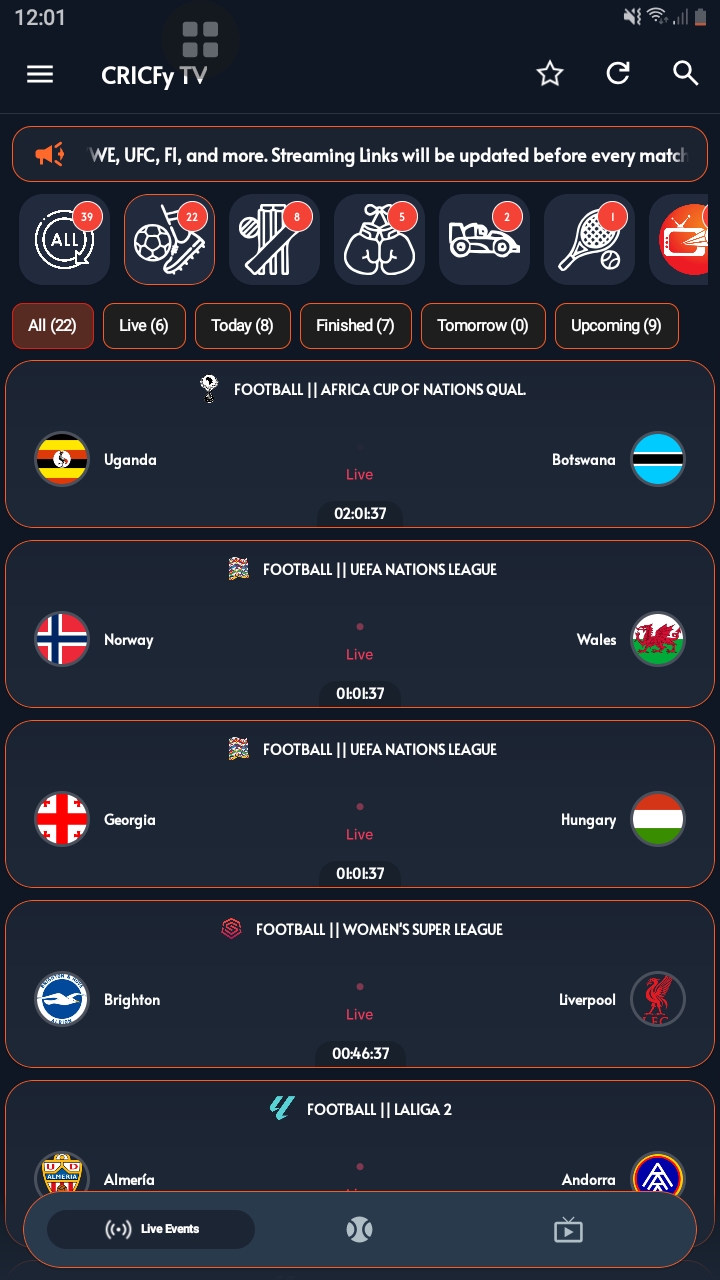 12:01
CRICFy TV
WE, UFC, F1, and more. Streaming Links will be updated before every match
39
22
8
5
2
1
ALL
All (22)
Live (6)
Today (8)
Finished (7)
Tomorrow (0)
Upcoming (9)
FOOTBALL || AFRICA CUP OF NATIONS QUAL.
Uganda
Botswana
Live
02:01:37
FOOTBALL || UEFA NATIONS LEAGUE
Norway
Wales
Live
01:01:37
FOOTBALL || UEFA NATIONS LEAGUE
Georgia
Hungary
Live
01:01:37
FOOTBALL || WOMEN'S SUPER LEAGUE
Brighton
Liverpool
Live
00:46:37
FOOTBALL || LALIGA 2
Almería
Andorra
ALMERIA
Live Events